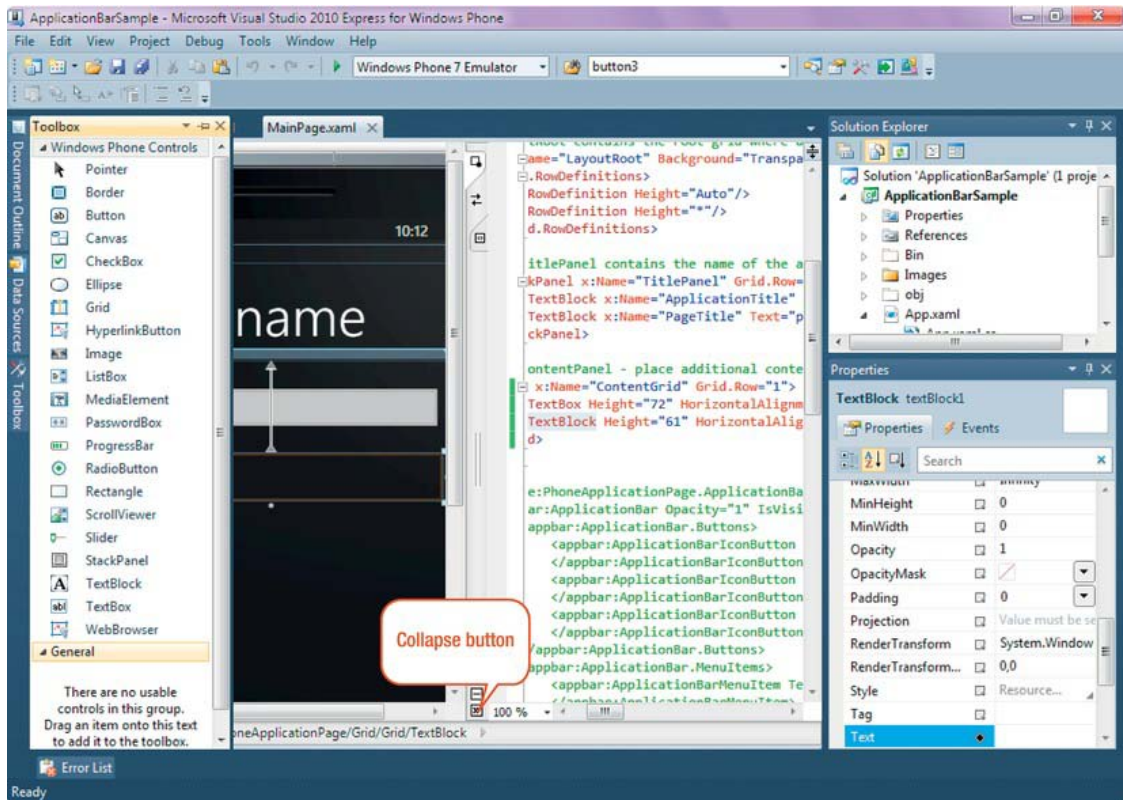 ApplicationBarSample - Microsoft Visual Studio 2010 Express for Windows Phone
File Edit View Project Debug Tools Window Help
Windows Phone 7 Emulator button3
Document Outline
Data Sources
Toolbox
Toolbox
Windows Phone Controls
Pointer
Border
Button
Canvas
CheckBox
Ellipse
Grid
HyperlinkButton
Image
ListBox
MediaElement
PasswordBox
ProgressBar
RadioButton
Rectangle
ScrollViewer
Slider
StackPanel
TextBlock
TextBox
WebBrowser
General
There are no usable
controls in this group.
Drag an item onto this text
to add it to the toolbox.
MainPage.xaml
10:12
name
Collapse button
ame="LayoutRoot" Background="Transpa
.RowDefinitions>
RowDefinition Height="Auto"/>
RowDefinition Height="*"/>
d.RowDefinitions>
itlePanel contains the name of the a
kPanel x:Name="TitlePanel" Grid.Row=
TextBlock x:Name="ApplicationTitle"
TextBlock x:Name="PageTitle" Text="p
ckPanel>
ontentPanel - place additional conte
x:Name="ContentGrid" Grid.Row="1">
TextBox Height="72" HorizontalAlignm
TextBlock Height="61" HorizontalAlig
d>
e:PhoneApplicationPage.ApplicationBa
ar:ApplicationBar Opacity="1" IsVisi
appbar:ApplicationBar.Buttons>
<appbar:ApplicationBarIconButton
</appbar:ApplicationBarIconButton
<appbar:ApplicationBarIconButton
</appbar:ApplicationBarIconButton
<appbar:ApplicationBarIconButton
</appbar:ApplicationBarIconButton
/appbar:ApplicationBar.Buttons>
appbar:ApplicationBar.MenuItems>
<appbar:ApplicationBarMenuItem Te
100 %
oneApplicationPage/Grid/Grid/TextBlock
Solution Explorer
Solution 'ApplicationBarSample' (1 proje
ApplicationBarSample
Properties
References
Bin
Images
obj
App.xaml
Properties
TextBlock textBlock1
Properties Events
Search
MaxWidth Infinity
MinHeight 0
MinWidth 0
Opacity 1
OpacityMask
Padding 0
Projection Value must be se
RenderTransform System.Window
RenderTransform... 0,0
Style Resource...
Tag
Text
Error List
Ready